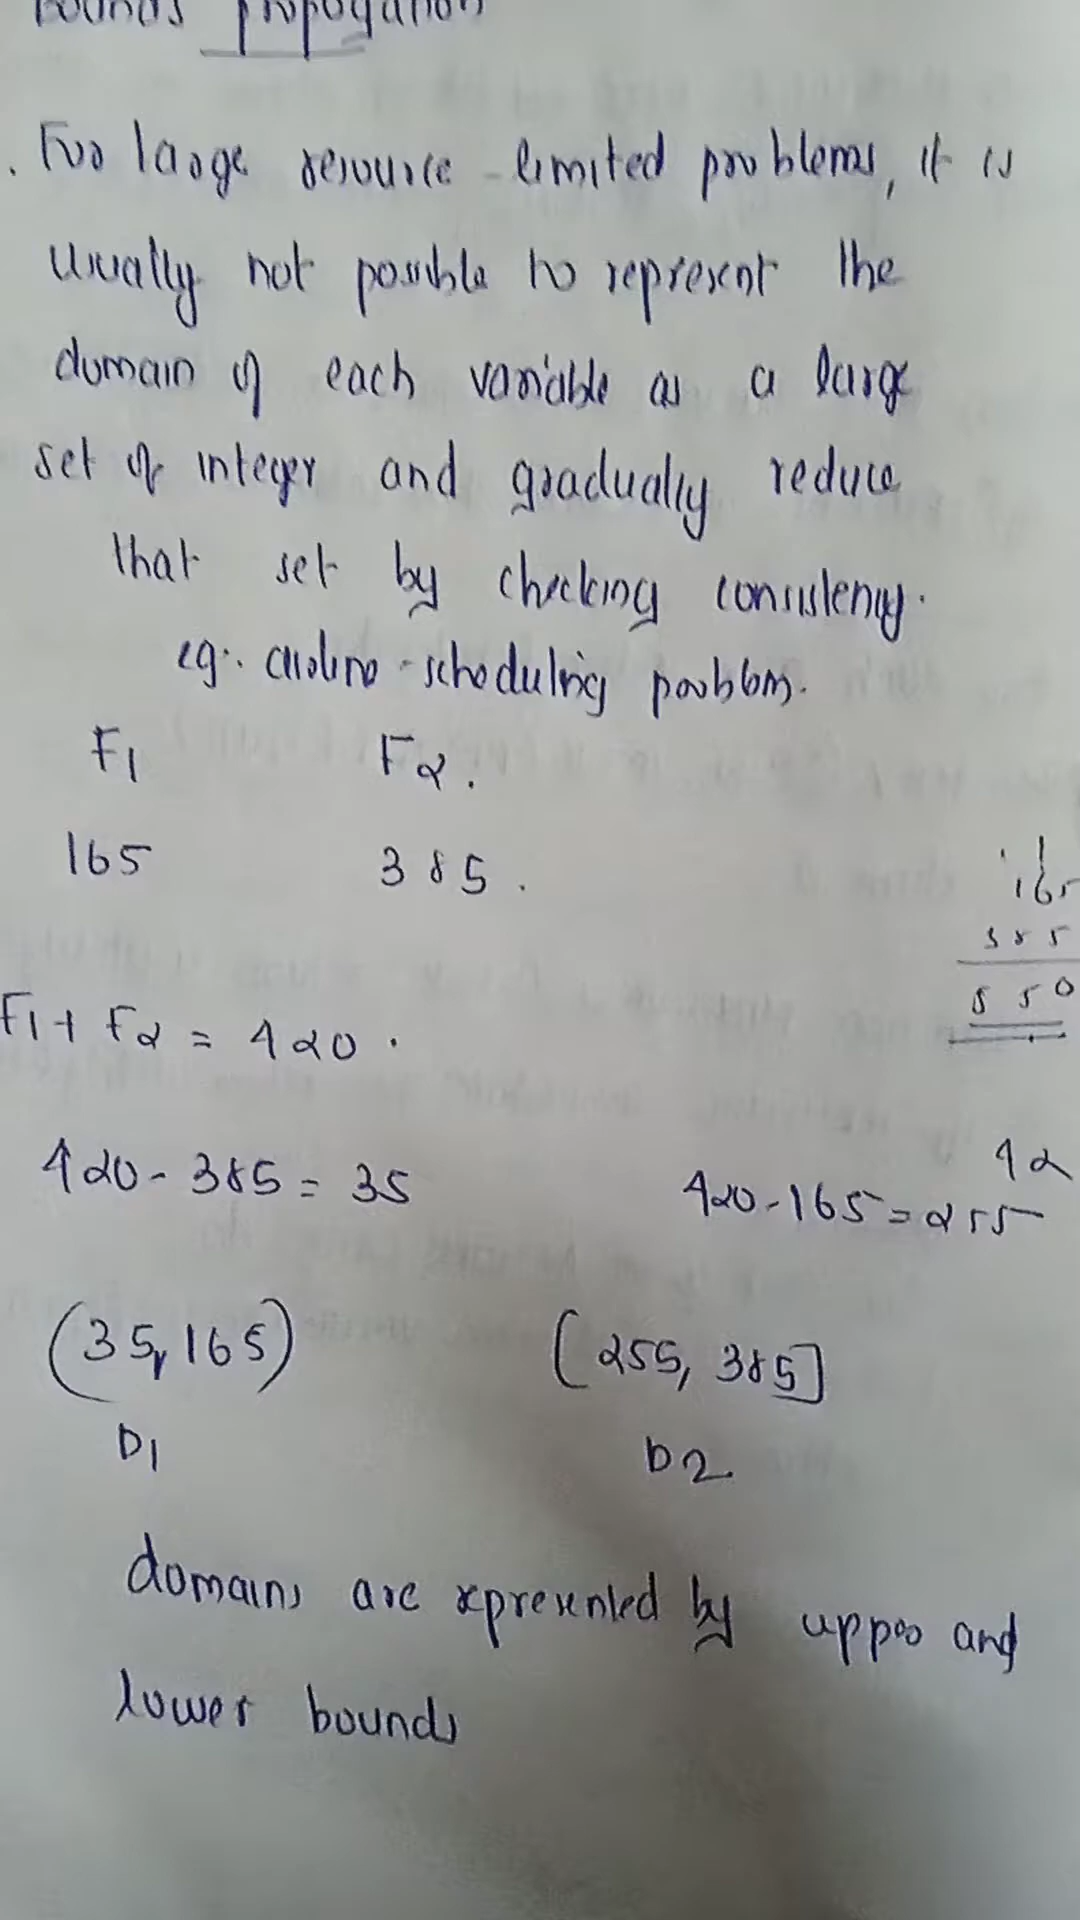 Bounds propogation
. For large resource-limited problems, it is
usually not possible to represent the
domain of each variable as a large
set of integer and gradually reduce
that set by checking consistency.
eg:. airline-scheduling problem.
F1 F2.
165 385.
165
385
550
F1+F2 = 420.
420-385=35
42
420-165=255
(35,165) [255, 385]
D1 D2
domains are represented by upper and
lower bounds